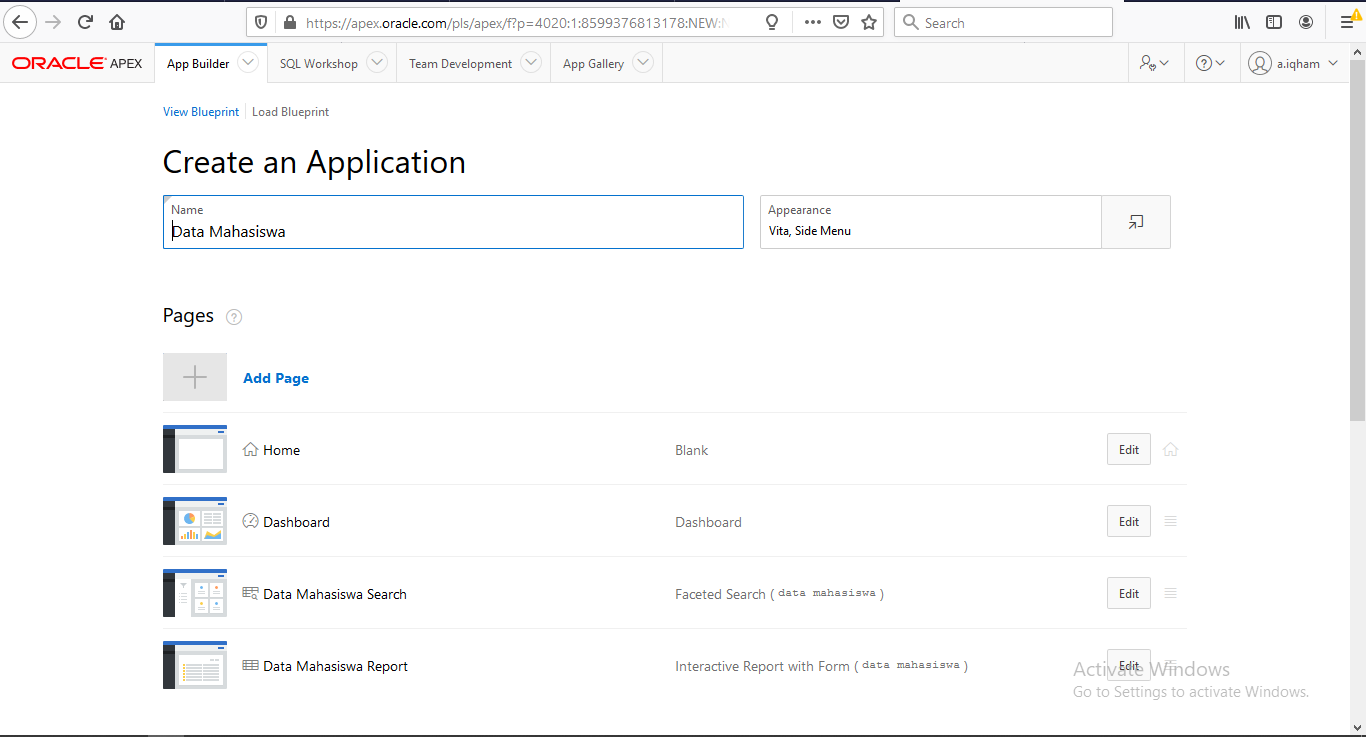 https://apex.oracle.com/pls/apex/f?p=4020:1:8599376813178:NEW:
Search
ORACLE APEX
App Builder
SQL Workshop
Team Development
App Gallery
a.iqham
View Blueprint
Load Blueprint
Create an Application
Name
Data Mahasiswa
Appearance
Vita, Side Menu
Pages ?
Add Page
Home Blank Edit
Dashboard Dashboard Edit
Data Mahasiswa Search Faceted Search ( data mahasiswa ) Edit
Data Mahasiswa Report Interactive Report with Form ( data mahasiswa ) Edit
Activate Windows
Go to Settings to activate Windows.